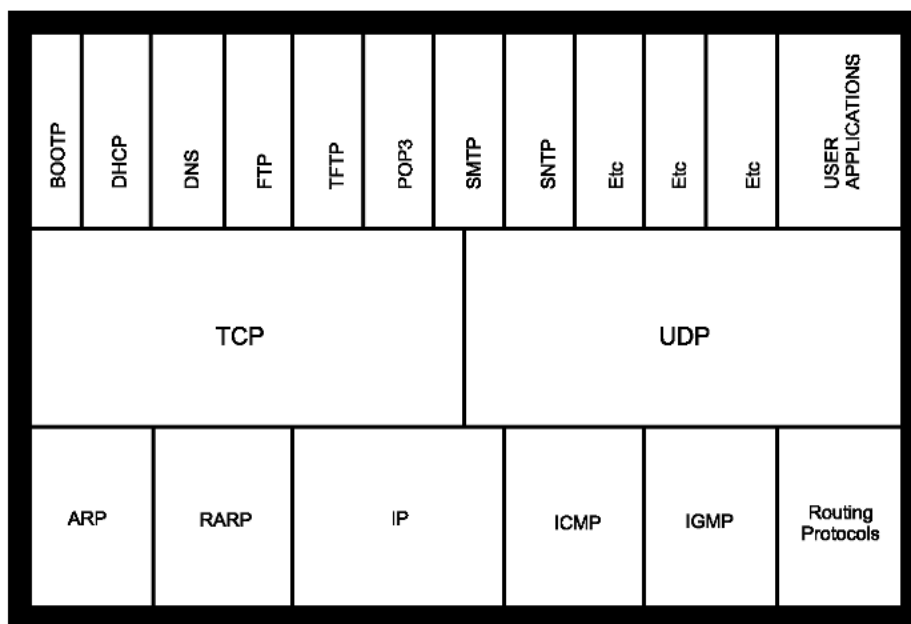 BOOTP
DHCP
DNS
FTP
TFTP
POP3
SMTP
SNTP
Etc
Etc
Etc
USER
APPLICATIONS
TCP
UDP
ARP
RARP
IP
ICMP
IGMP
Routing
Protocols